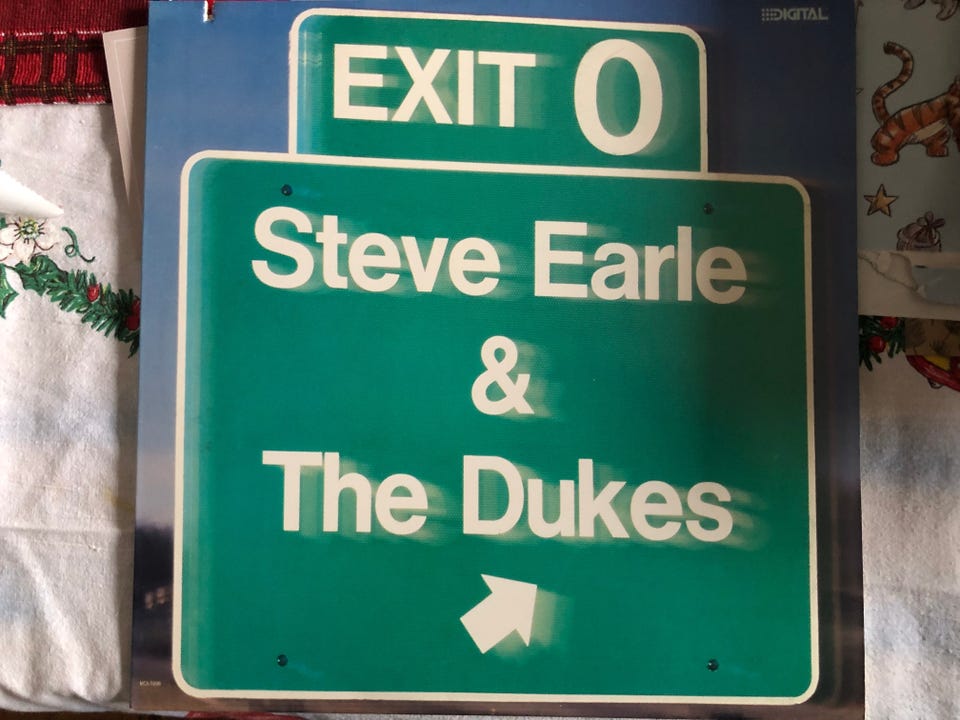 DIGITAL
EXIT 0
Steve Earle
&
The Dukes